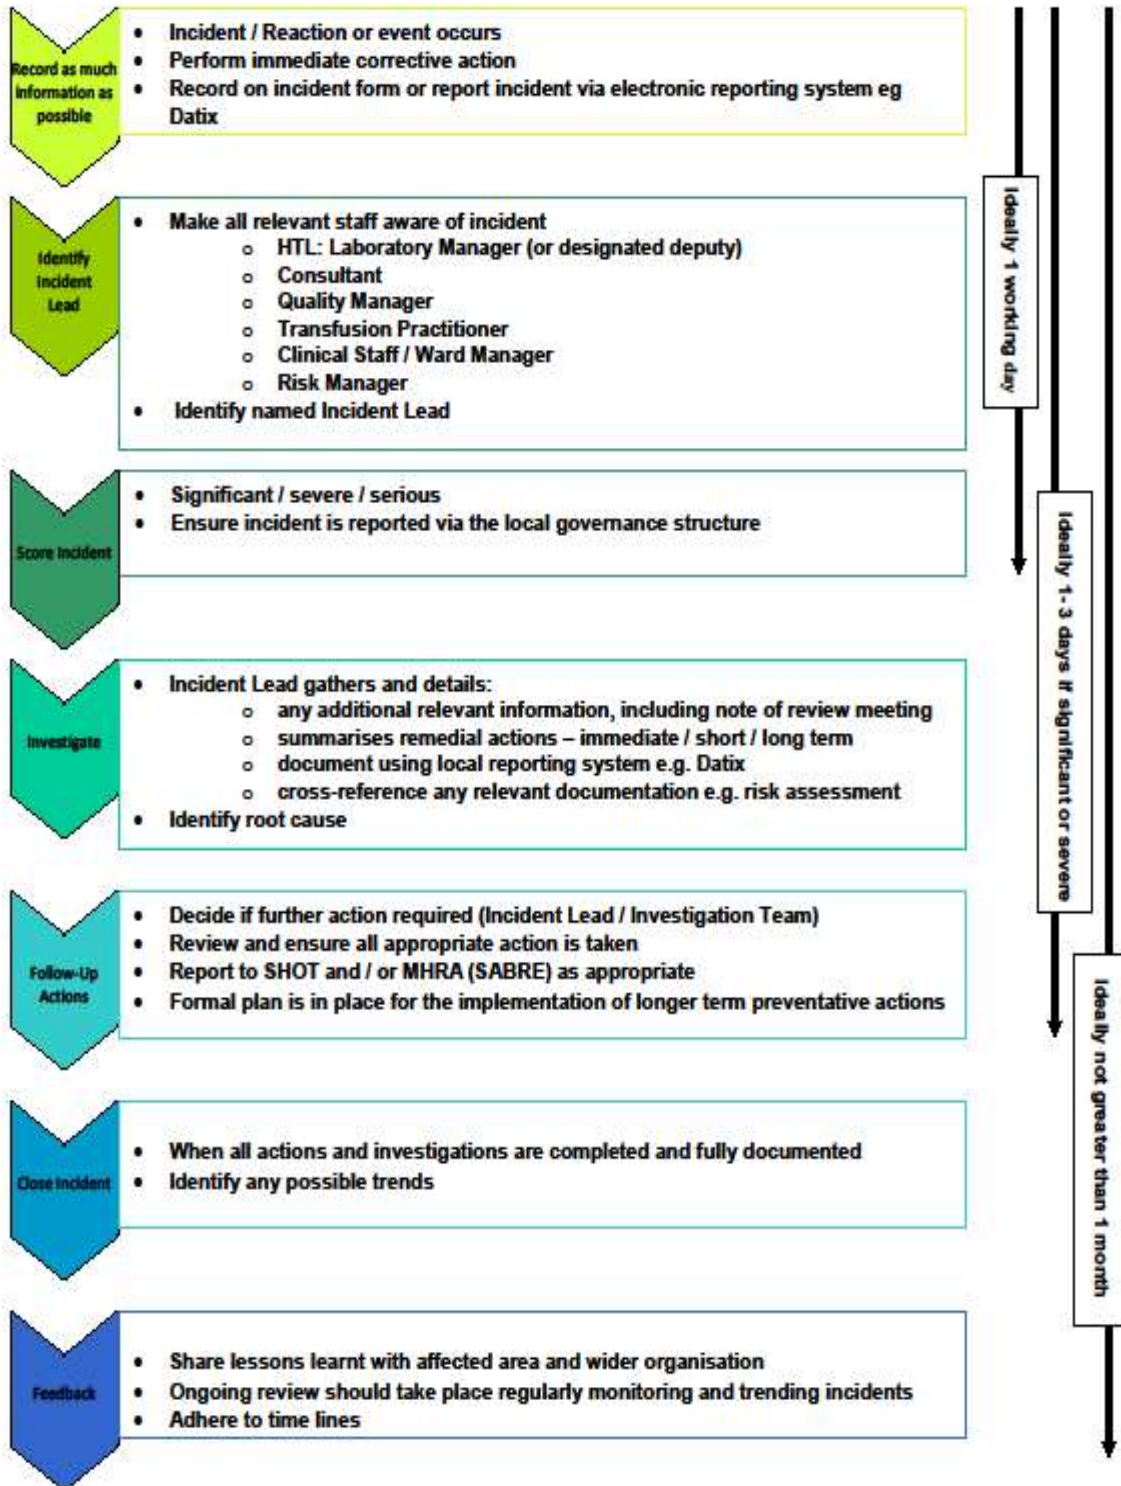 Record as much
information as
possible
• Incident / Reaction or event occurs
• Perform immediate corrective action
• Record on incident form or report incident via electronic reporting system eg
Datix
Identify
Incident
Lead
• Make all relevant staff aware of incident
o HTL: Laboratory Manager (or designated deputy)
o Consultant
o Quality Manager
o Transfusion Practitioner
o Clinical Staff / Ward Manager
o Risk Manager
• Identify named Incident Lead
Score Incident
• Significant / severe / serious
• Ensure incident is reported via the local governance structure
Investigate
• Incident Lead gathers and details:
o any additional relevant information, including note of review meeting
o summarises remedial actions – immediate / short / long term
o document using local reporting system e.g. Datix
o cross-reference any relevant documentation e.g. risk assessment
• Identify root cause
Follow-Up
Actions
• Decide if further action required (Incident Lead / Investigation Team)
• Review and ensure all appropriate action is taken
• Report to SHOT and / or MHRA (SABRE) as appropriate
• Formal plan is in place for the implementation of longer term preventative actions
Close Incident
• When all actions and investigations are completed and fully documented
• Identify any possible trends
Feedback
• Share lessons learnt with affected area and wider organisation
• Ongoing review should take place regularly monitoring and trending incidents
• Adhere to time lines
Ideally 1 working day
Ideally 1- 3 days if significant or severe
Ideally not greater than 1 month